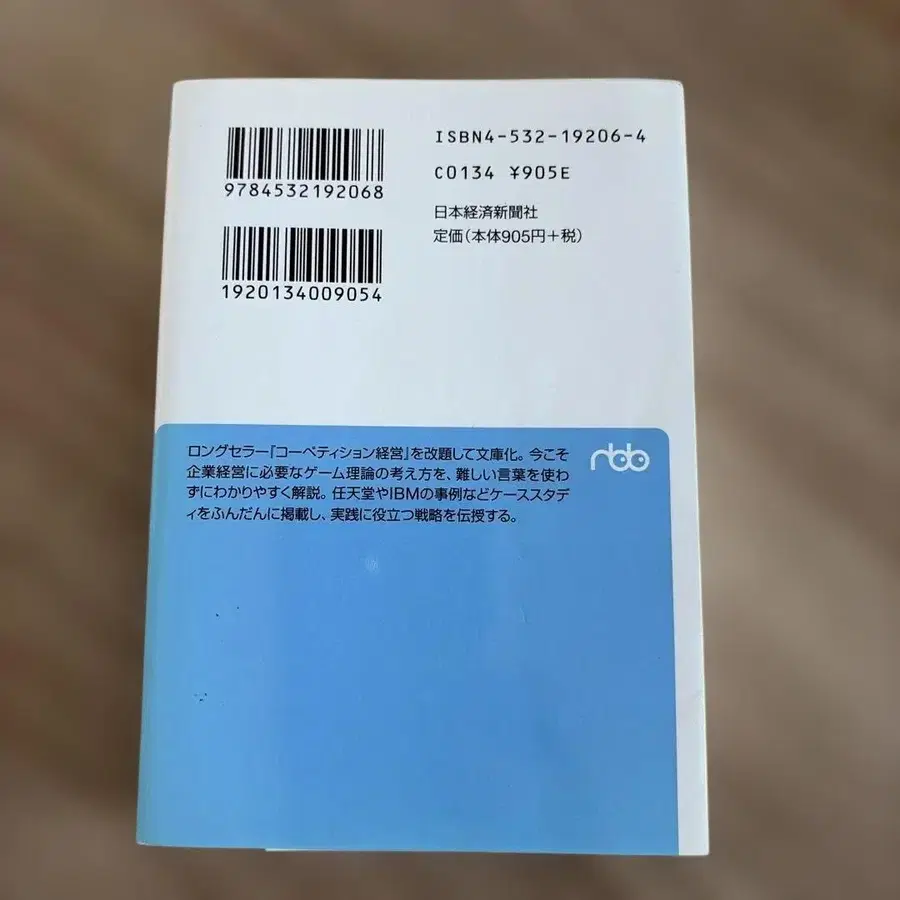 ISBN4-532-19206-4
9784532192068
C0134 ¥905E
日本経済新聞社
定価(本体905円+税)
1920134009054
ロングセラー『コーペティション経営』を改題して文庫化。今こそ
企業経営に必要なゲーム理論の考え方を、難しい言葉を使わ
ずにわかりやすく解説。任天堂やIBMの事例などケーススタデ
ィをふんだんに掲載し、実践に役立つ戦略を伝授する。
nbb